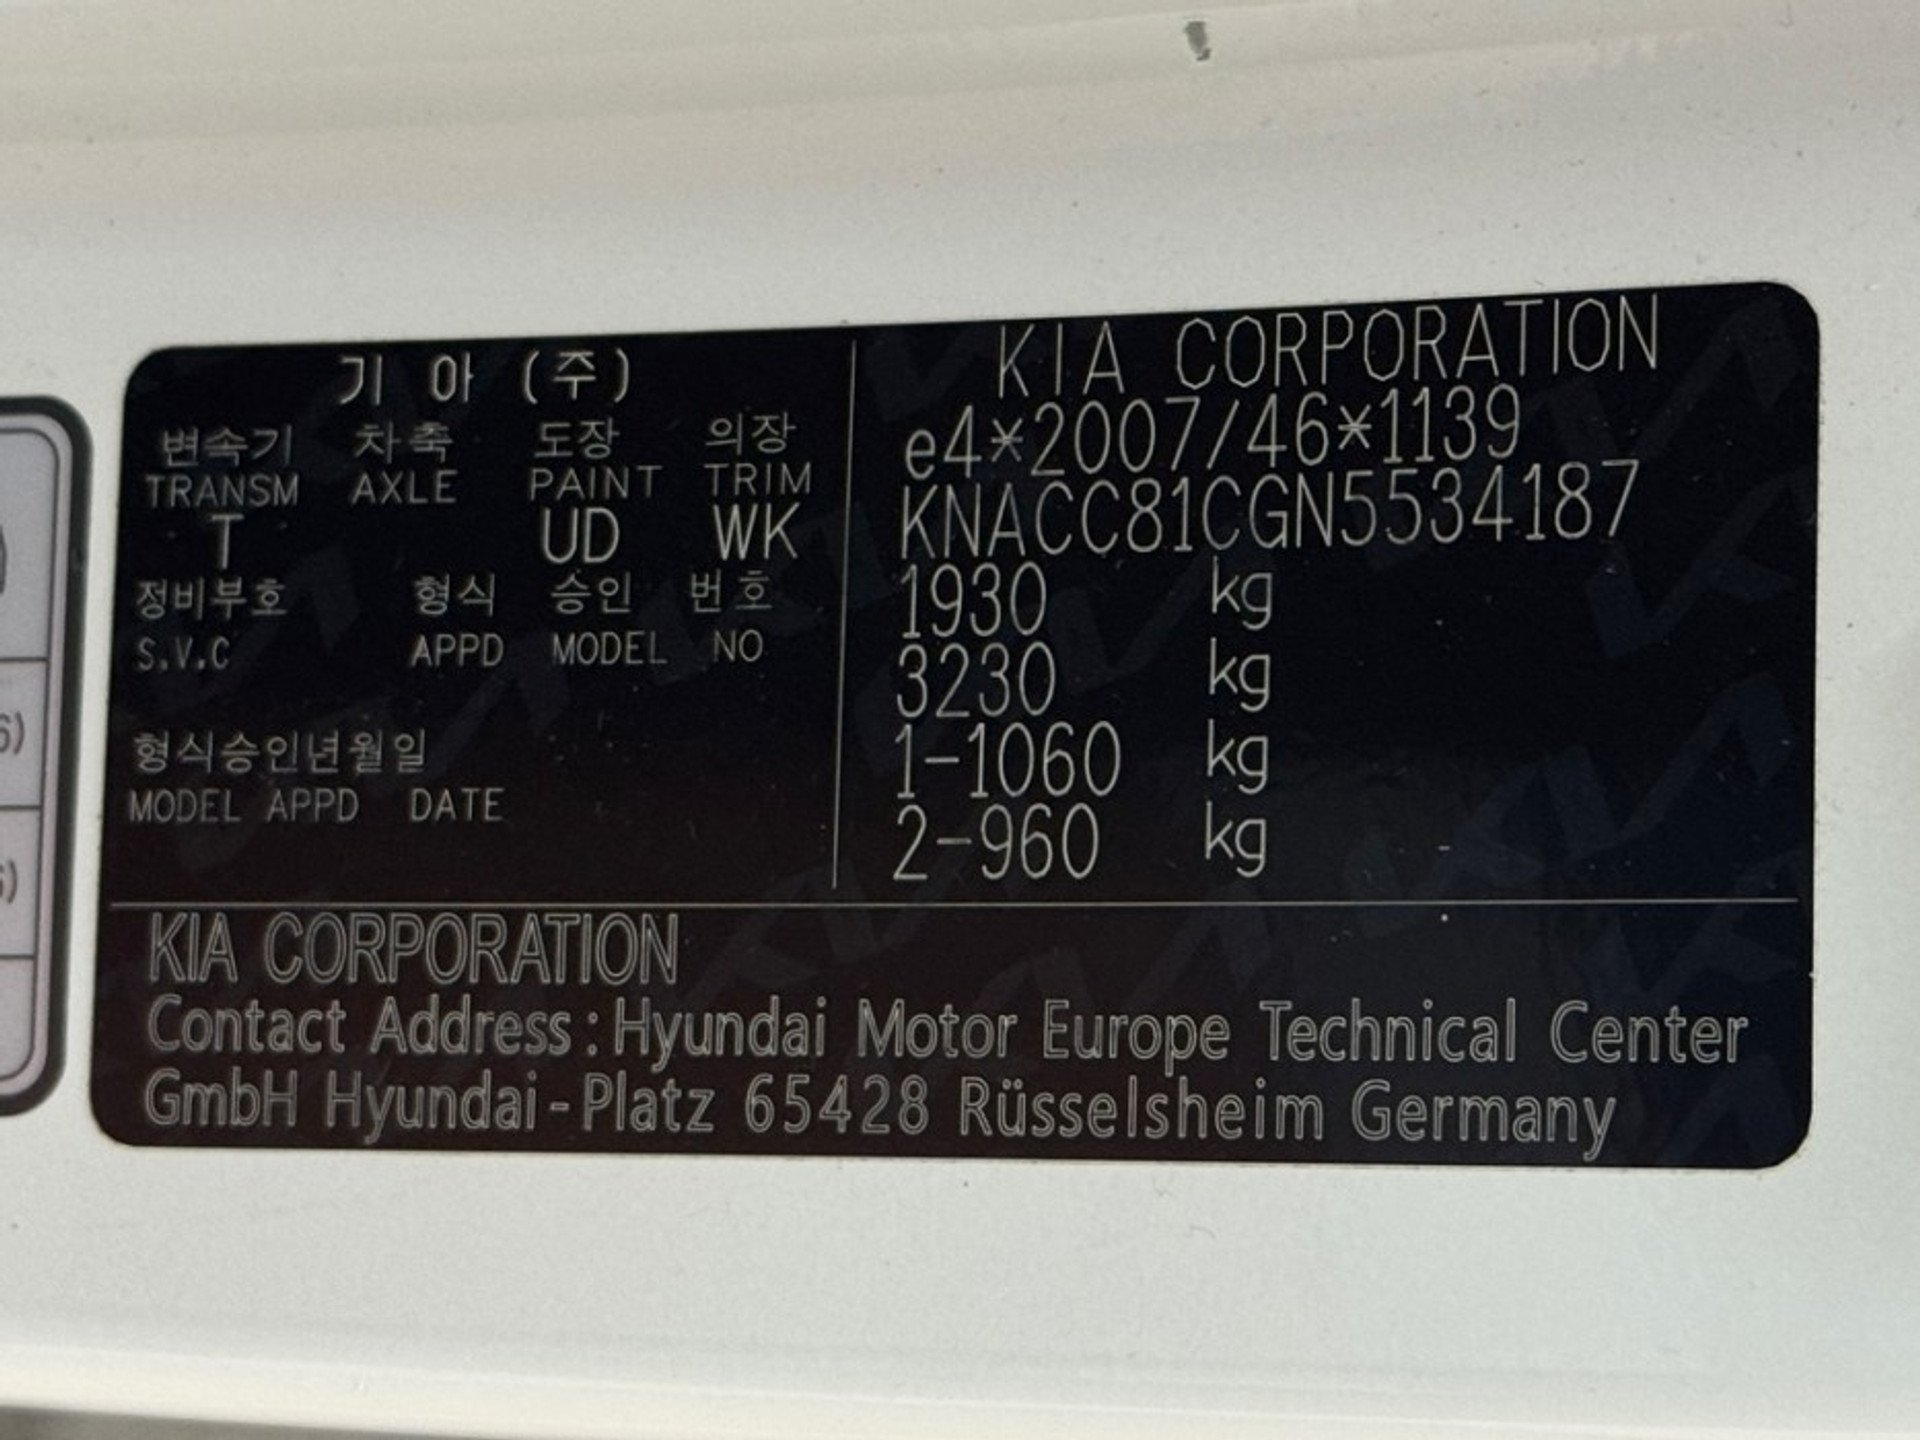 기 아 (주)
변속기 차축 도장 의장
TRANSM AXLE PAINT TRIM
T UD WK
정비부호 형식 승인 번호
S.V.C APPD MODEL NO
형식승인년월일
MODEL APPD DATE
KIA CORPORATION
e4*2007/46*1139
KNACC81CGN5534187
1930 kg
3230 kg
1-1060 kg
2-960 kg
KIA CORPORATION
Contact Address : Hyundai Motor Europe Technical Center
GmbH Hyundai-Platz 65428 Rüsselsheim Germany